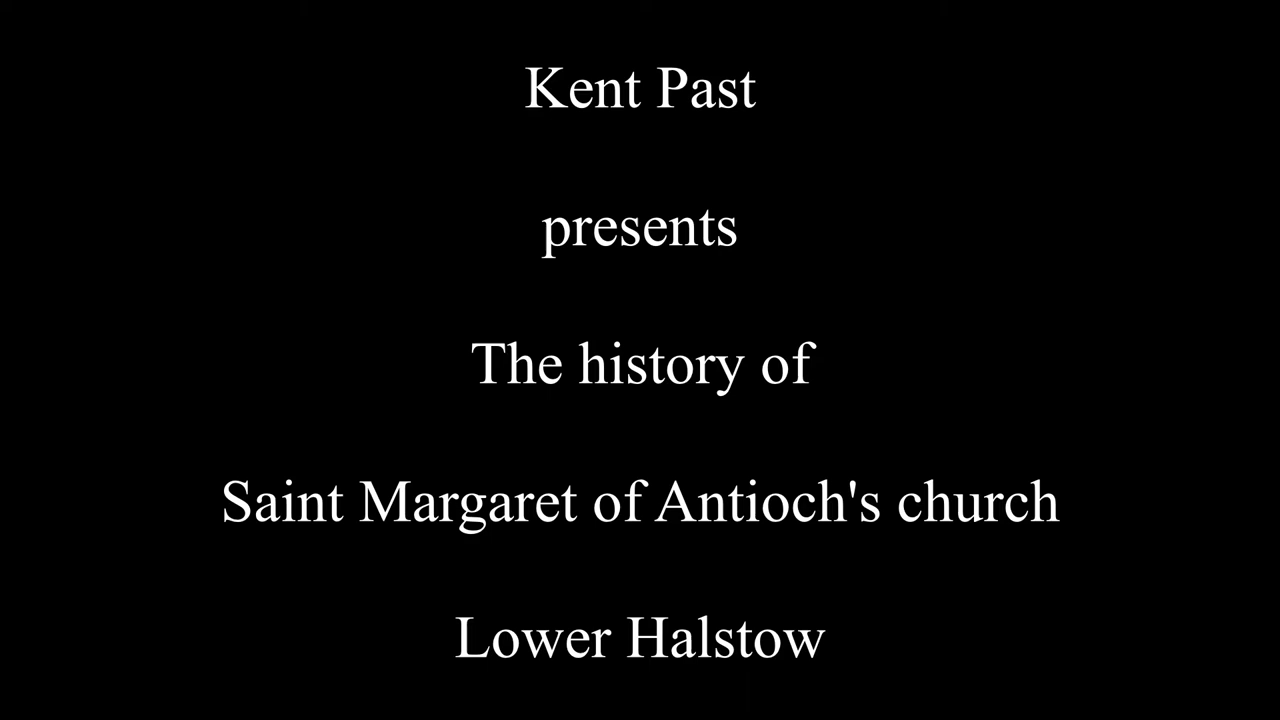 Kent Past
presents
The history of
Saint Margaret of Antioch's church
Lower Halstow